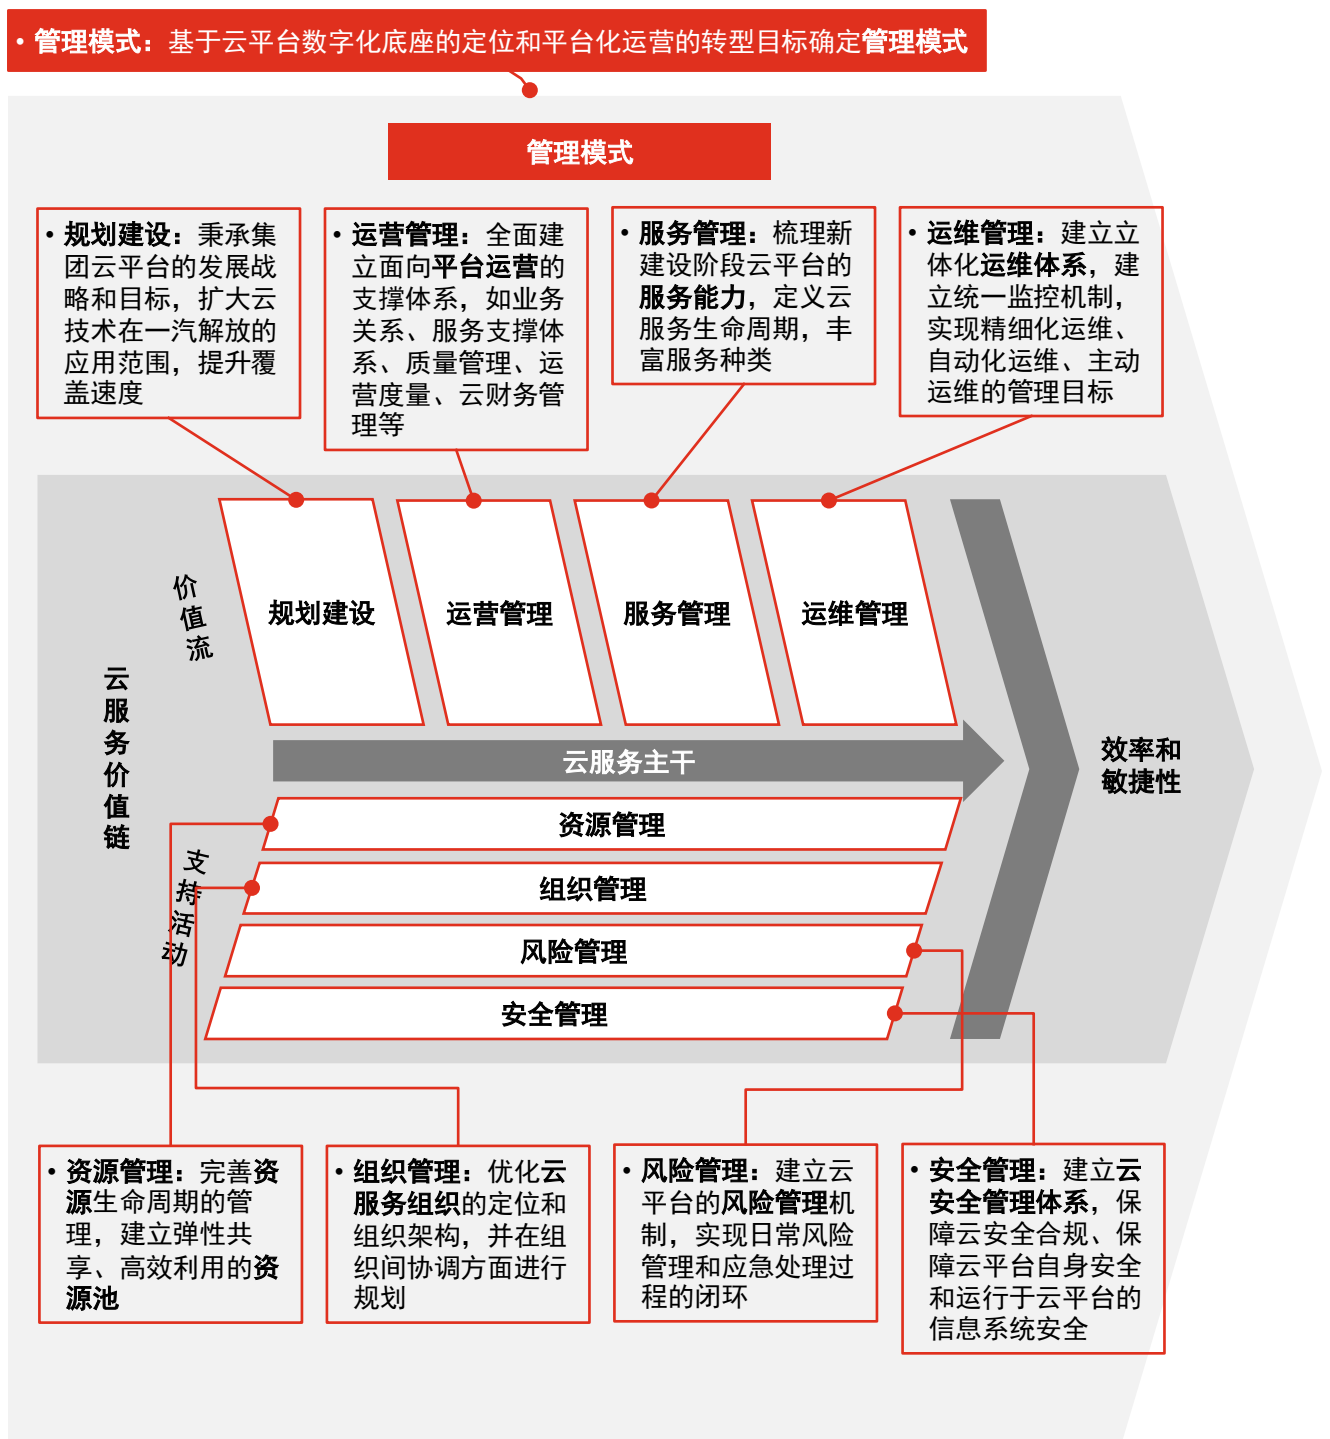 • 管理模式：基于云平台数字化底座的定位和平台化运营的转型目标确定管理模式
管理模式
• 规划建设：秉承集
团云平台的发展战
略和目标，扩大云
技术在一汽解放的
应用范围，提升覆
盖速度
• 运营管理：全面建
立面向平台运营的
支撑体系，如业务
关系、服务支撑体
系、质量管理、运
营度量、云财务管
理等
• 服务管理：梳理新
建设阶段云平台的
服务能力，定义云
服务生命周期，丰
富服务种类
• 运维管理：建立立
体化运维体系，建
立统一监控机制，
实现精细化运维、
自动化运维、主动
运维的管理目标
云服务价值链
价值流
规划建设
运营管理
服务管理
运维管理
云服务主干
效率和
敏捷性
支持活动
资源管理
组织管理
风险管理
安全管理
• 资源管理：完善资
源生命周期的管
理，建立弹性共
享、高效利用的资
源池
• 组织管理：优化云
服务组织的定位和
组织架构，并在组
织间协调方面进行
规划
• 风险管理：建立云
平台的风险管理机
制，实现日常风险
管理和应急处理过
程的闭环
• 安全管理：建立云
安全管理体系，保
障云安全合规、保
障云平台自身安全
和运行于云平台的
信息系统安全